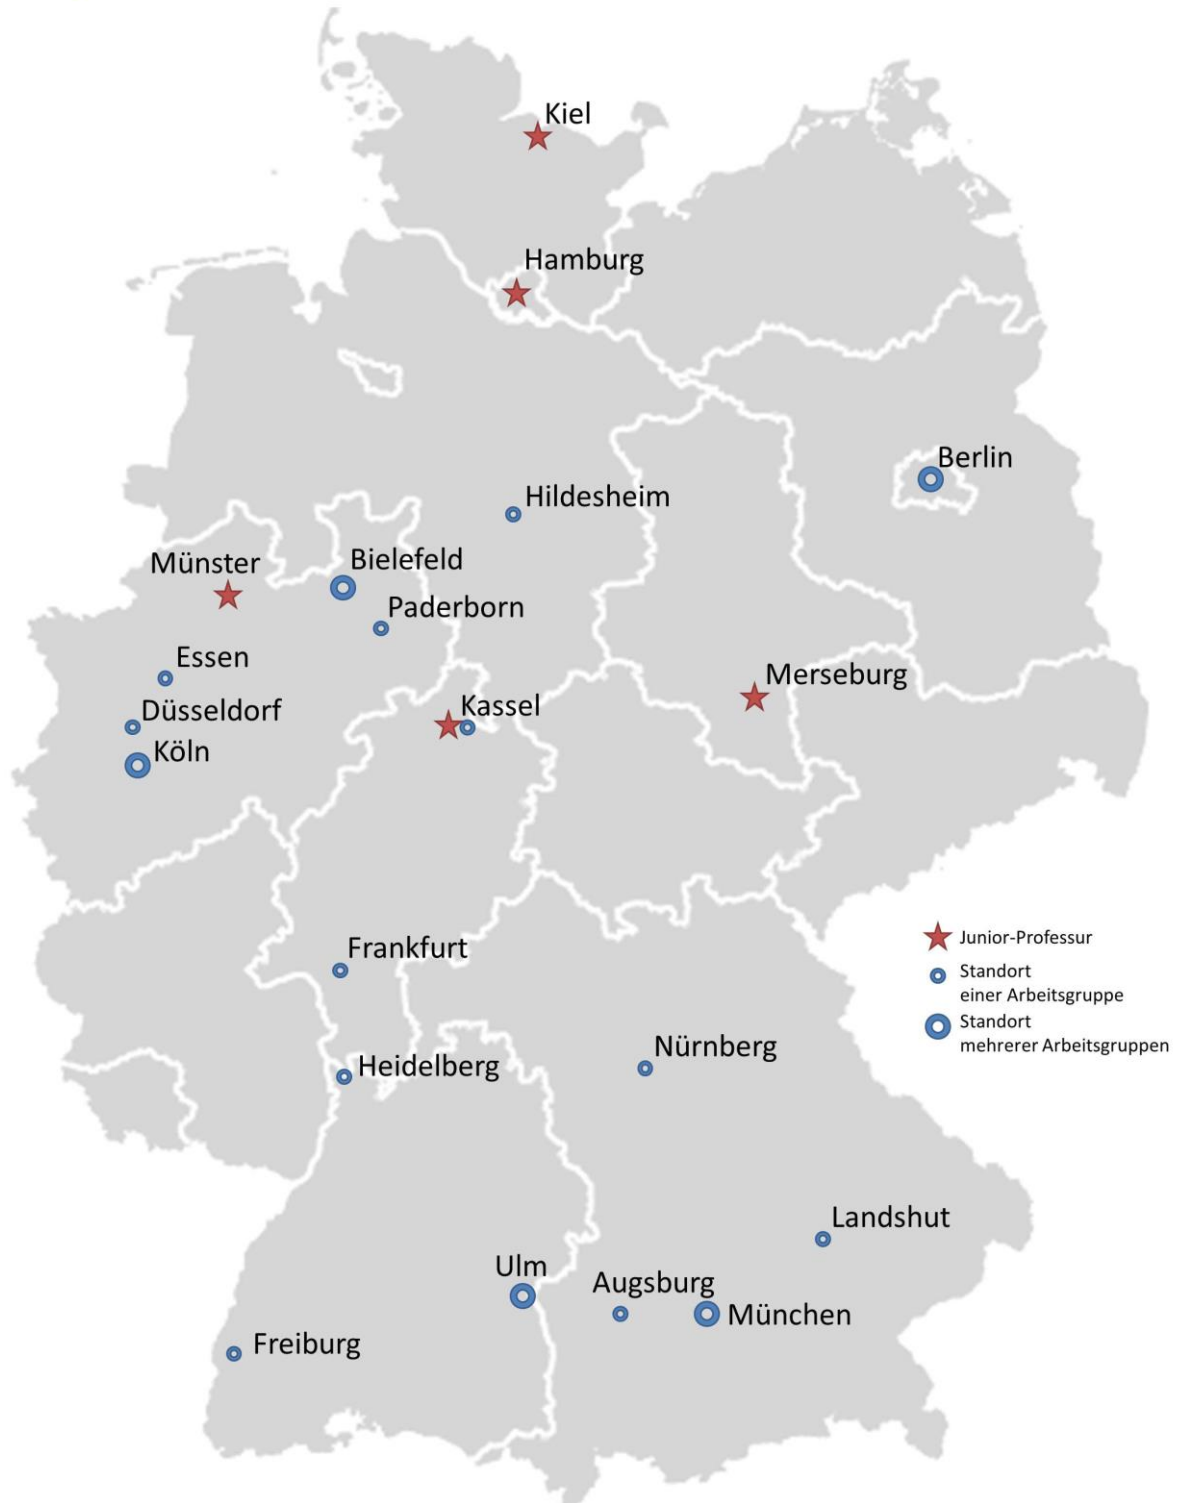 Kiel
Hamburg
Berlin
Hildesheim
Münster
Bielefeld
Paderborn
Essen
Merseburg
Düsseldorf
Kassel
Köln
Frankfurt
Junior-Professur
Standort
einer Arbeitsgruppe
Standort
mehrerer Arbeitsgruppen
Nürnberg
Heidelberg
Landshut
Ulm
Augsburg
München
Freiburg